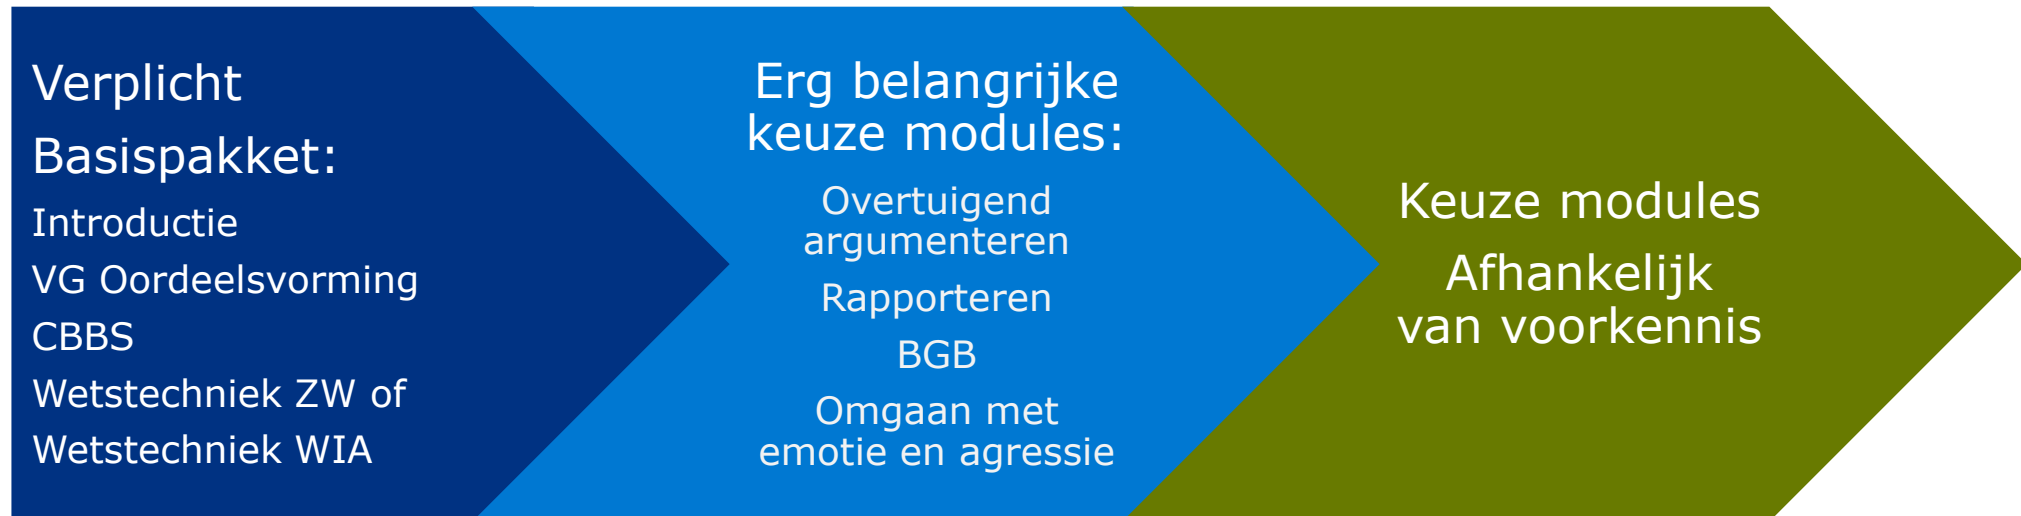 Verplicht
Basispakket:
Introductie
VG Oordeelsvorming
CBBS
Wetstechniek ZW of
Wetstechniek WIA
Erg belangrijke
keuze modules:
Overtuigend
argumenteren
Rapporteren
BGB
Omgaan met
emotie en agressie
Keuze modules
Afhankelijk
van voorkennis